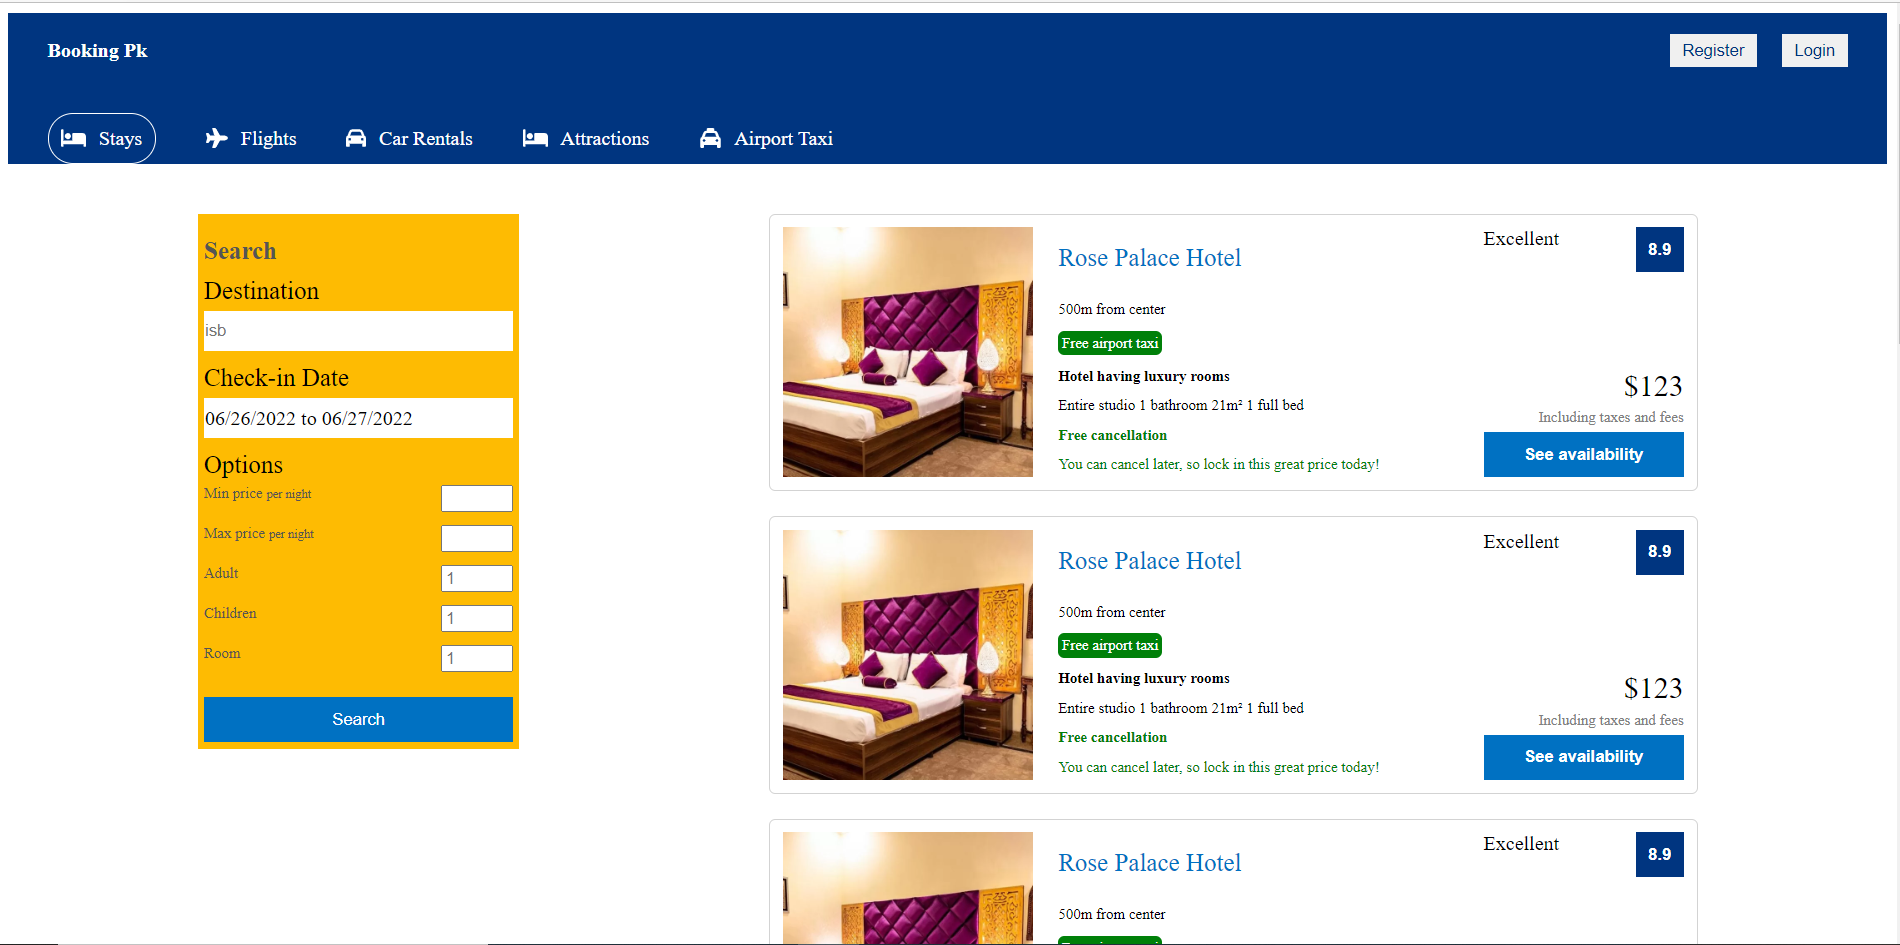 Booking Pk
Register Login
Stays Flights Car Rentals Attractions Airport Taxi
Search
Destination
isb
Check-in Date
06/26/2022 to 06/27/2022
Options
Min price per night
Max price per night
Adult 1
Children 1
Room 1
Search
Rose Palace Hotel
500m from center
Free airport taxi
Hotel having luxury rooms
Entire studio 1 bathroom 21m² 1 full bed
Free cancellation
You can cancel later, so lock in this great price today!
Excellent 8.9
$123
Including taxes and fees
See availability
Rose Palace Hotel
500m from center
Free airport taxi
Hotel having luxury rooms
Entire studio 1 bathroom 21m² 1 full bed
Free cancellation
You can cancel later, so lock in this great price today!
Excellent 8.9
$123
Including taxes and fees
See availability
Rose Palace Hotel
500m from center
Excellent 8.9